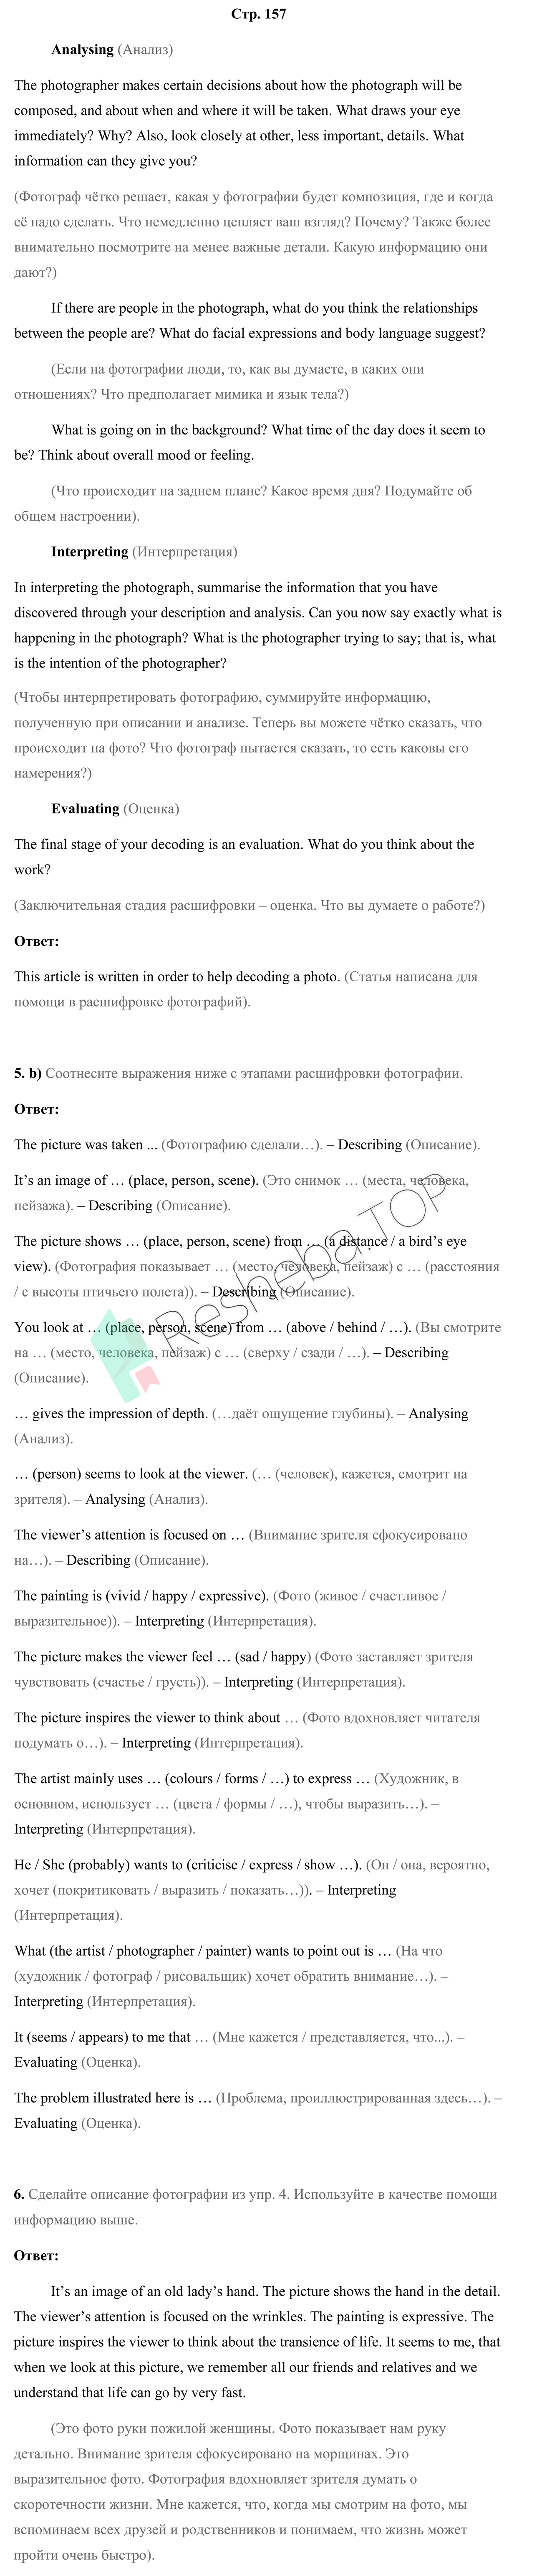 Стр. 157
Analysing (Анализ)
The photographer makes certain decisions about how the photograph will be
composed, and about when and where it will be taken. What draws your eye
immediately? Why? Also, look closely at other, less important, details. What
information can they give you?
(Фотограф чётко решает, какая у фотографии будет композиция, где и когда
её надо сделать. Что немедленно цепляет ваш взгляд? Почему? Также более
внимательно посмотрите на менее важные детали. Какую информацию они
дают?)
If there are people in the photograph, what do you think the relationships
between the people are? What do facial expressions and body language suggest?
(Если на фотографии люди, то, как вы думаете, в каких они
отношениях? Что предполагает мимика и язык тела?)
What is going on in the background? What time of the day does it seem to
be? Think about overall mood or feeling.
(Что происходит на заднем плане? Какое время дня? Подумайте об
общем настроении).
Interpreting (Интерпретация)
In interpreting the photograph, summarise the information that you have
discovered through your description and analysis. Can you now say exactly what is
happening in the photograph? What is the photographer trying to say; that is, what
is the intention of the photographer?
(Чтобы интерпретировать фотографию, суммируйте информацию,
полученную при описании и анализе. Теперь вы можете чётко сказать, что
происходит на фото? Что фотограф пытается сказать, то есть каковы его
намерения?)
Evaluating (Оценка)
The final stage of your decoding is an evaluation. What do you think about the
work?
(Заключительная стадия расшифровки – оценка. Что вы думаете о работе?)
Ответ:
This article is written in order to help decoding a photo. (Статья написана для
помощи в расшифровке фотографий).
5. b) Соотнесите выражения ниже с этапами расшифровки фотографии.
Ответ:
The picture was taken ... (Фотографию сделали…). – Describing (Описание).
It’s an image of … (place, person, scene). (Это снимок … (места, человека,
пейзажа). – Describing (Описание).
The picture shows … (place, person, scene) from … (a distance / a bird’s eye
view). (Фотография показывает … (место, человека, пейзаж) с … (расстояния
/ с высоты птичьего полета)). – Describing (Описание).
You look at … (place, person, scene) from … (above / behind / …). (Вы смотрите
на … (место, человека, пейзаж) с … (сверху / сзади / …). – Describing
(Описание).
… gives the impression of depth. (…даёт ощущение глубины). – Analysing
(Анализ).
… (person) seems to look at the viewer. (… (человек), кажется, смотрит на
зрителя). – Analysing (Анализ).
The viewer’s attention is focused on … (Внимание зрителя сфокусировано
на…). – Describing (Описание).
The painting is (vivid / happy / expressive). (Фото (живое / счастливое /
выразительное)). – Interpreting (Интерпретация).
The picture makes the viewer feel … (sad / happy) (Фото заставляет зрителя
чувствовать (счастье / грусть)). – Interpreting (Интерпретация).
The picture inspires the viewer to think about … (Фото вдохновляет читателя
подумать о…). – Interpreting (Интерпретация).
The artist mainly uses … (colours / forms / …) to express … (Художник, в
основном, использует … (цвета / формы / …), чтобы выразить…). –
Interpreting (Интерпретация).
He / She (probably) wants to (criticise / express / show …). (Он / она, вероятно,
хочет (покритиковать / выразить / показать…)). – Interpreting
(Интерпретация).
What (the artist / photographer / painter) wants to point out is … (На что
(художник / фотограф / рисовальщик) хочет обратить внимание…). –
Interpreting (Интерпретация).
It (seems / appears) to me that … (Мне кажется / представляется, что...). –
Evaluating (Оценка).
The problem illustrated here is … (Проблема, проиллюстрированная здесь…). –
Evaluating (Оценка).
6. Сделайте описание фотографии из упр. 4. Используйте в качестве помощи
информацию выше.
Ответ:
It’s an image of an old lady’s hand. The picture shows the hand in the detail.
The viewer’s attention is focused on the wrinkles. The painting is expressive. The
picture inspires the viewer to think about the transience of life. It seems to me, that
when we look at this picture, we remember all our friends and relatives and we
understand that life can go by very fast.
(Это фото руки пожилой женщины. Фото показывает нам руку
детально. Внимание зрителя сфокусировано на морщинах. Это
выразительное фото. Фотография вдохновляет зрителя думать о
скоротечности жизни. Мне кажется, что, когда мы смотрим на фото, мы
вспоминаем всех друзей и родственников и понимаем, что жизнь может
пройти очень быстро).
Resheba.TOP